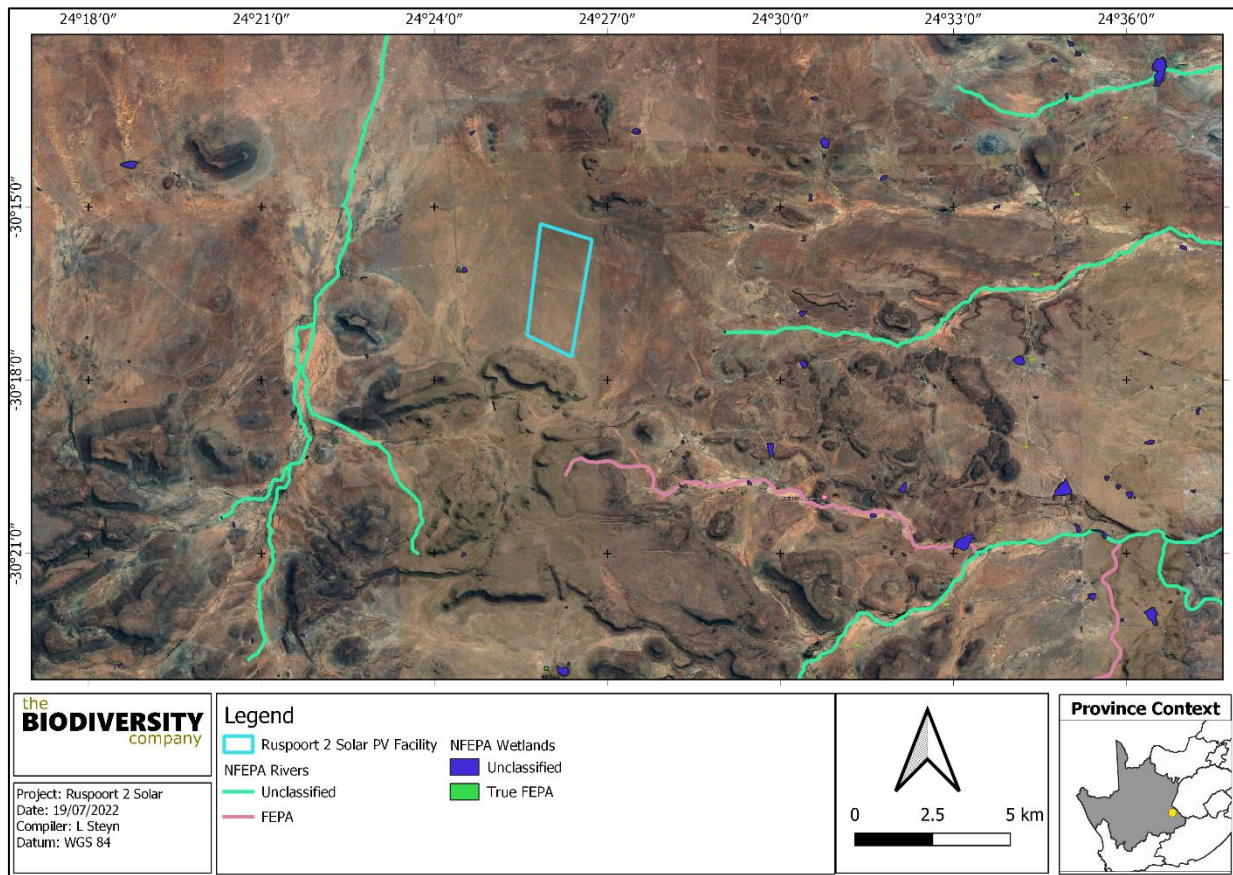 24°18'0" 24°21'0" 24°24'0" 24°27'0" 24°30'0" 24°33'0" 24°36'0"
-30°15'0"
-30°18'0"
-30°21'0"
the
BIODIVERSITY
company
Project: Ruspoort 2 Solar
Date: 19/07/2022
Compiler: L Steyn
Datum: WGS 84
Legend
Ruspoort 2 Solar PV Facility
NFEPA Rivers
Unclassified
FEPA
NFEPA Wetlands
Unclassified
True FEPA
0 2.5 5 km
Province Context